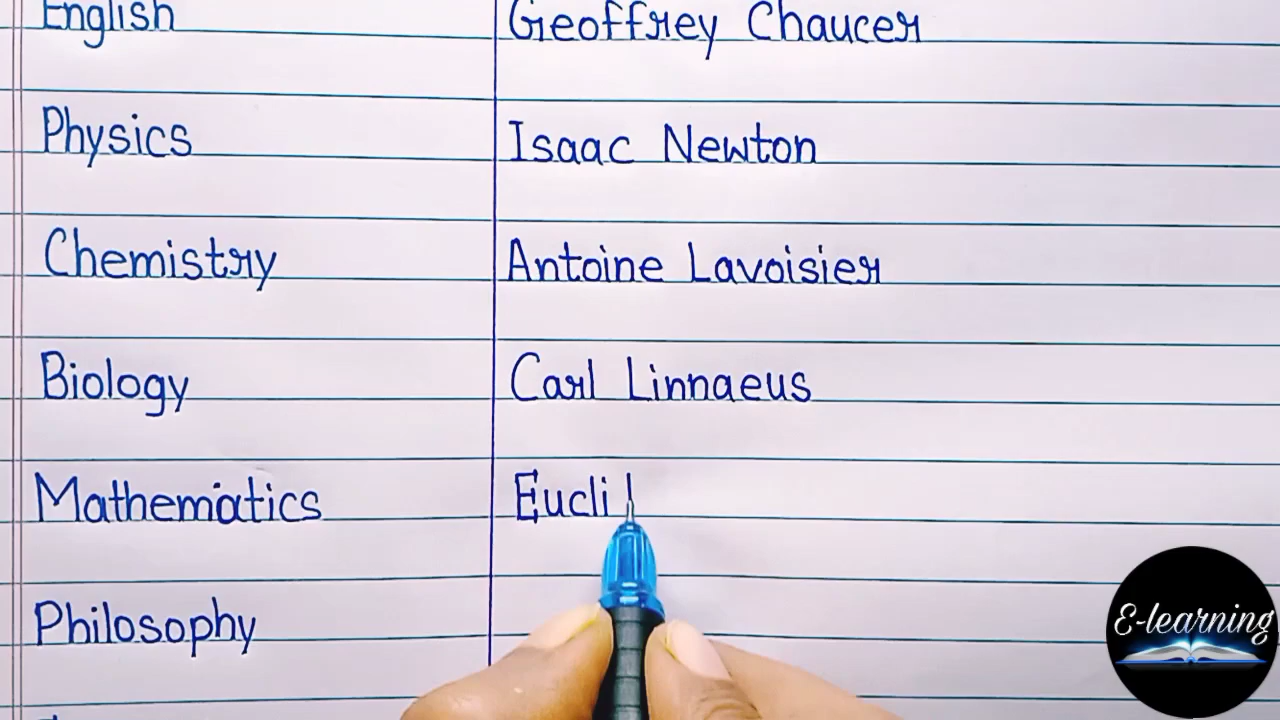 English Geoffrey Chaucer
Physics Isaac Newton
Chemistry Antoine Lavoisier
Biology Carl Linnaeus
Mathematics Eucli
Philosophy
E-learning